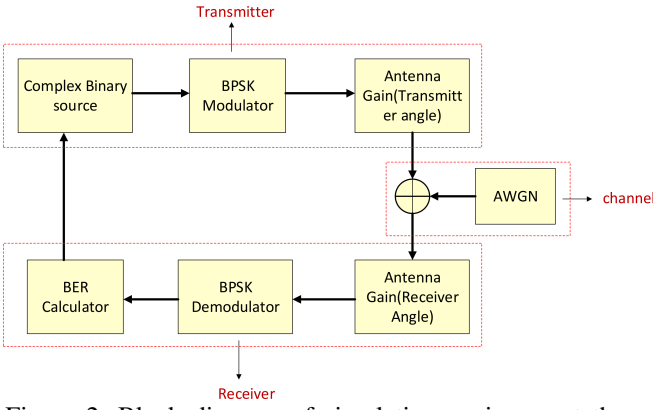 Transmitter
Complex Binary
source
BPSK
Modulator
Antenna
Gain(Transmitt
er angle)
AWGN
channel
BER
Calculator
BPSK
Demodulator
Antenna
Gain(Receiver
Angle)
Receiver